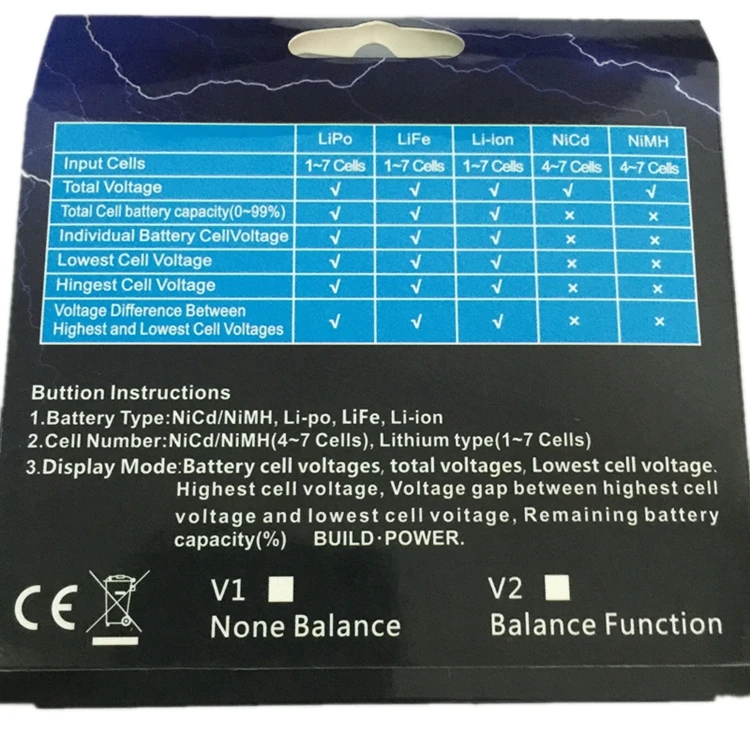 LiPo LiFe Li-ion NiCd NiMH
Input Cells 1~7 Cells 1~7 Cells 1~7 Cells 4~7 Cells 4~7 Cells
Total Voltage √ √ √ √ √
Total Cell battery capacity(0~99%) √ √ √ × ×
Individual Battery CellVoltage √ √ √ × ×
Lowest Cell Voltage √ √ √ × ×
Hingest Cell Voltage √ √ √ × ×
Voltage Difference Between
Highest and Lowest Cell Voltages √ √ √ × ×
Buttion Instructions
1.Battery Type:NiCd/NiMH, Li-po, LiFe, Li-ion
2.Cell Number:NiCd/NiMH(4~7 Cells), Lithium type(1~7 Cells)
3.Display Mode:Battery cell voltages, total voltages, Lowest cell voltage.
Highest cell voltage, Voltage gap between highest cell
voltage and lowest cell voitage, Remaining battery
capacity(%) BUILD·POWER.
CE V1 V2
None Balance Balance Function